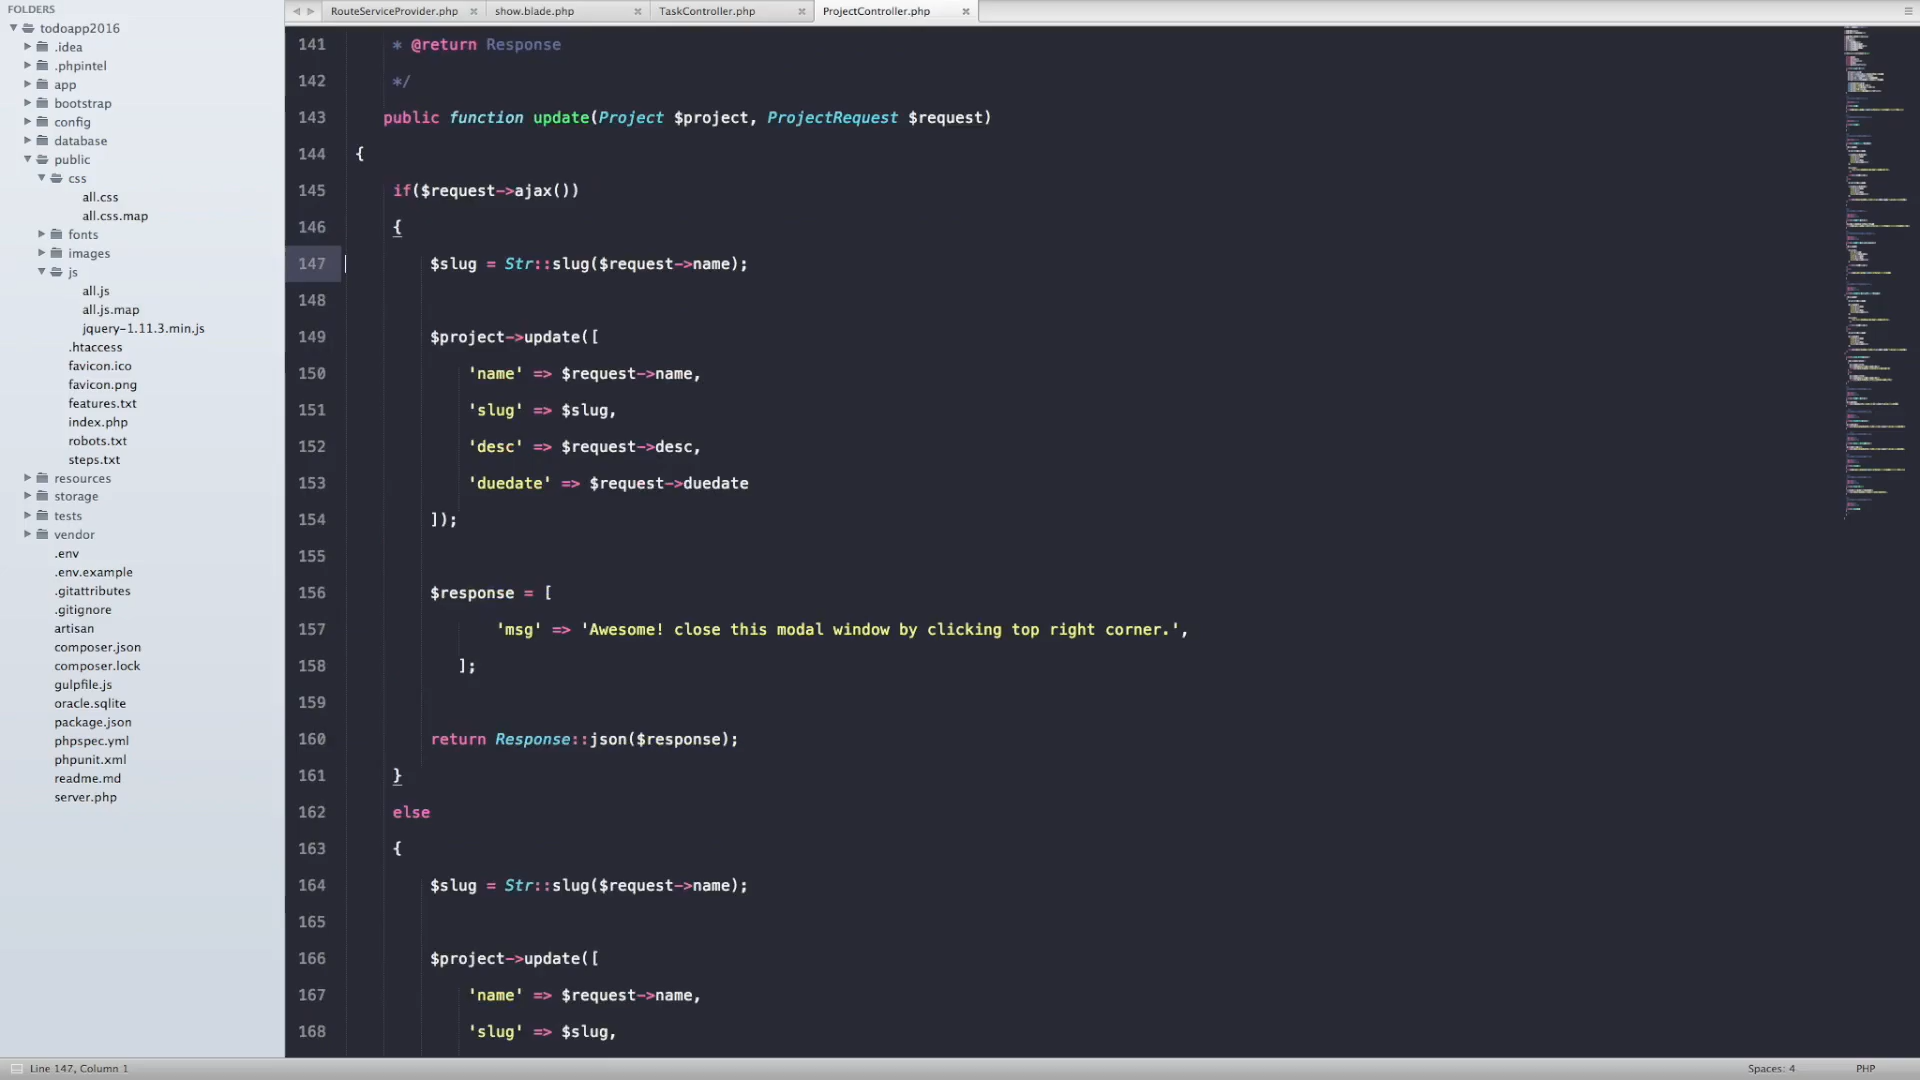 FOLDERS
todoapp2016
.idea
.phpintel
app
bootstrap
config
database
public
css
all.css
all.css.map
fonts
images
js
all.js
all.js.map
jquery-1.11.3.min.js
.htaccess
favicon.ico
favicon.png
features.txt
index.php
robots.txt
steps.txt
resources
storage
tests
vendor
.env
.env.example
.gitattributes
.gitignore
artisan
composer.json
composer.lock
gulpfile.js
oracle.sqlite
package.json
phpspec.yml
phpunit.xml
readme.md
server.php
RouteServiceProvider.php × show.blade.php × TaskController.php × ProjectController.php ×
141 * @return Response
142 */
143 public function update(Project $project, ProjectRequest $request)
144 {
145 if($request->ajax())
146 {
147 $slug = Str::slug($request->name);
148
149 $project->update([
150 'name' => $request->name,
151 'slug' => $slug,
152 'desc' => $request->desc,
153 'duedate' => $request->duedate
154 ]);
155
156 $response = [
157 'msg' => 'Awesome! close this modal window by clicking top right corner.',
158 ];
159
160 return Response::json($response);
161 }
162 else
163 {
164 $slug = Str::slug($request->name);
165
166 $project->update([
167 'name' => $request->name,
168 'slug' => $slug,
Line 147, Column 1
Spaces: 4
PHP